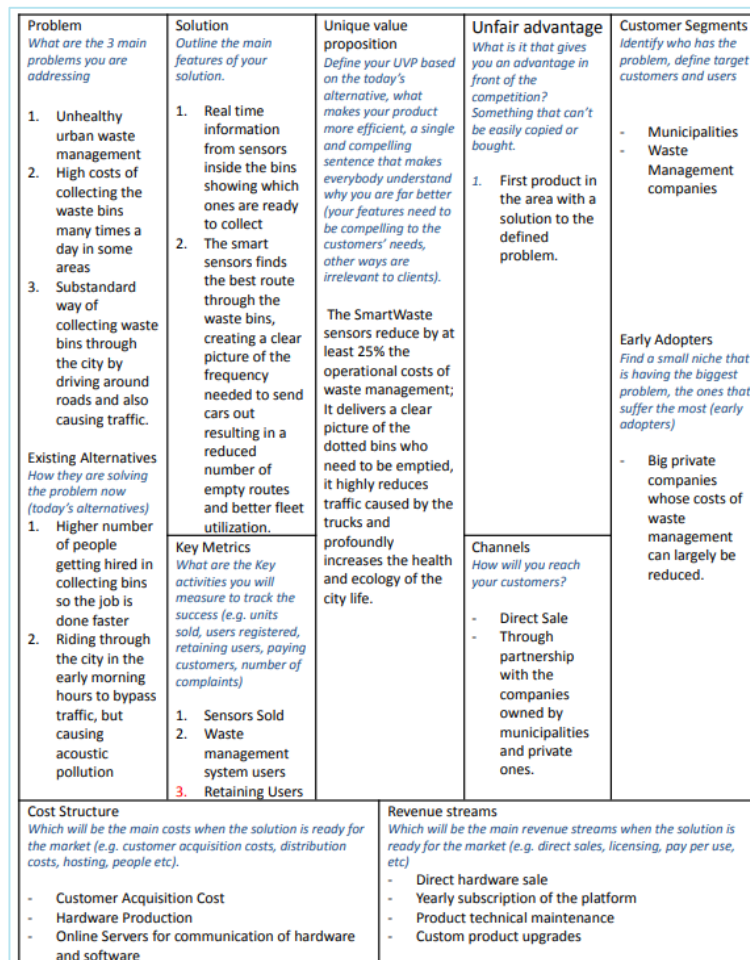 Problem
What are the 3 main
problems you are
addressing
1. Unhealthy
urban waste
management
2. High costs of
collecting the
waste bins
many times a
day in some
areas
3. Substandard
way of
collecting waste
bins through
the city by
driving around
roads and also
causing traffic.
Existing Alternatives
How they are solving
the problem now
(today's alternatives)
1. Higher number
of people
getting hired in
collecting bins
so the job is
done faster
2. Riding through
the city in the
early morning
hours to bypass
traffic, but
causing
acoustic
pollution
Solution
Outline the main
features of your
solution.
1. Real time
information
from sensors
inside the bins
showing which
ones are ready
to collect
2. The smart
sensors finds
the best route
through the
waste bins,
creating a clear
picture of the
frequency
needed to send
cars out
resulting in a
reduced
number of
empty routes
and better fleet
utilization.
Key Metrics
What are the Key
activities you will
measure to track the
success (e.g. units
sold, users registered,
retaining users, paying
customers, number of
complaints)
1. Sensors Sold
2. Waste
management
system users
3. Retaining Users
Unique value
proposition
Define your UVP based
on the today's
alternative, what
makes your product
more efficient, a single
and compelling
sentence that makes
everybody understand
why you are far better
(your features need to
be compelling to the
customers' needs,
other ways are
irrelevant to clients).
The SmartWaste
sensors reduce by at
least 25% the
operational costs of
waste management;
It delivers a clear
picture of the
dotted bins who
need to be emptied,
it highly reduces
traffic caused by the
trucks and
profoundly
increases the health
and ecology of the
city life.
Unfair advantage
What is it that gives
you an advantage in
front of the
competition?
Something that can't
be easily copied or
bought.
1. First product in
the area with a
solution to the
defined
problem.
Channels
How will you reach
your customers?
- Direct Sale
- Through
partnership
with the
companies
owned by
municipalities
and private
ones.
Customer Segments
Identify who has the
problem, define target
customers and users
- Municipalities
- Waste
Management
companies
Early Adopters
Find a small niche that
is having the biggest
problem, the ones that
suffer the most (early
adopters)
- Big private
companies
whose costs of
waste
management
can largely be
reduced.
Cost Structure
Which will be the main costs when the solution is ready for
the market (e.g. customer acquisition costs, distribution
costs, hosting, people etc).
- Customer Acquisition Cost
- Hardware Production
- Online Servers for communication of hardware
and software
Revenue streams
Which will be the main revenue streams when the solution is
ready for the market (e.g. direct sales, licensing, pay per use,
etc)
- Direct hardware sale
- Yearly subscription of the platform
- Product technical maintenance
- Custom product upgrades